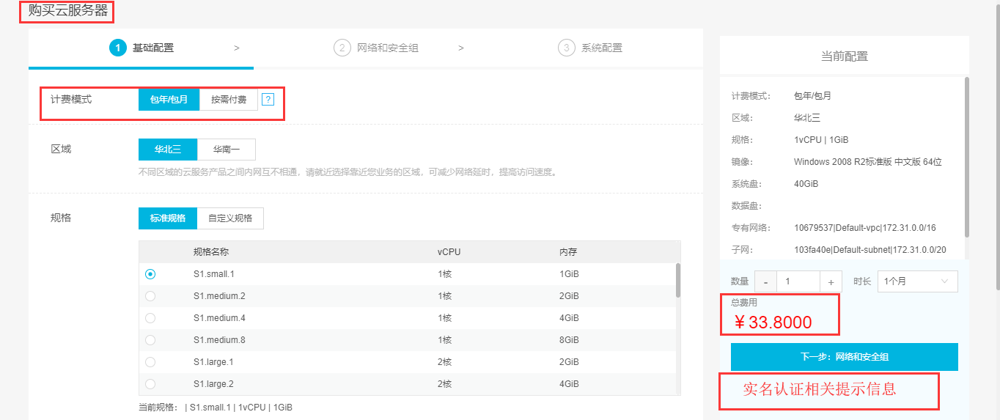 购买云服务器
1 基础配置 > 2 网络和安全组 > 3 系统配置
计费模式 包年/包月 按需付费 ?
区域 华北三 华南一
不同区域的云服务产品之间内网互不相通，请就近选择靠近您业务的区域，可减少网络延时，提高访问速度。
规格 标准规格 自定义规格
规格名称 vCPU 内存
S1.small.1 1核 1GiB
S1.medium.2 1核 2GiB
S1.medium.4 1核 4GiB
S1.medium.8 1核 8GiB
S1.large.1 2核 2GiB
S1.large.2 2核 4GiB
当前规格： | S1.small.1 | 1vCPU | 1GiB
当前配置
计费模式： 包年/包月
区域： 华北三
规格： 1vCPU | 1GiB
镜像： Windows 2008 R2标准版 中文版 64位
系统盘： 40GiB
数据盘：
专有网络： 10679537|Default-vpc|172.31.0.0/16
子网： 103fa40e|Default-subnet|172.31.0.0/20
数量 - 1 + 时长 1个月
总费用
￥33.8000
下一步：网络和安全组
实名认证相关提示信息